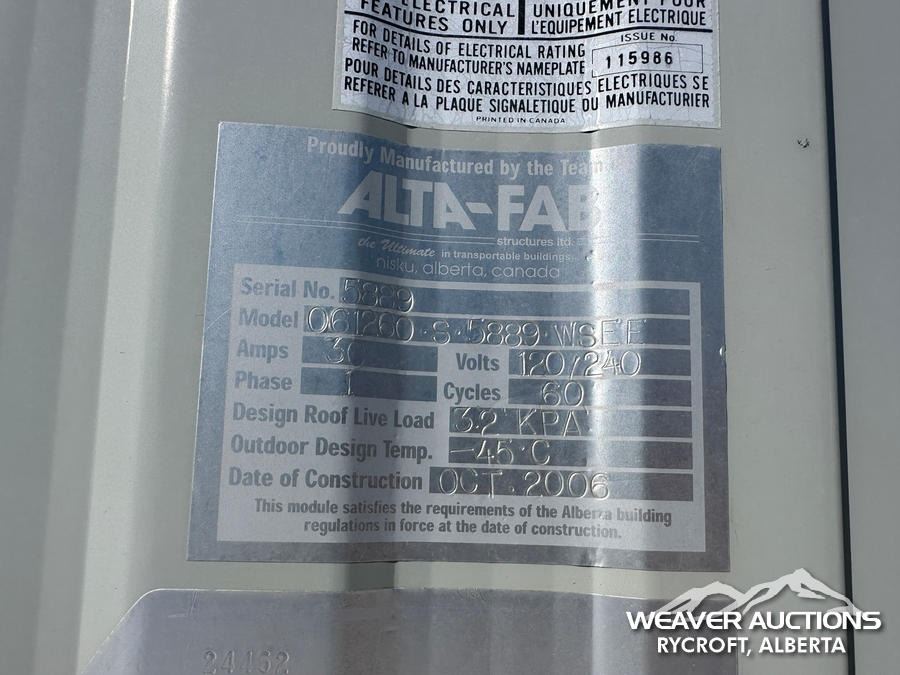 ELECTRICAL
FEATURES ONLY
UNIQUEMENT POUR
L'ÉQUIPEMENT ELECTRIQUE
FOR DETAILS OF ELECTRICAL RATING
REFER TO MANUFACTURER'S NAMEPLATE
ISSUE No.
115986
POUR DETAILS DES CARACTERISTIQUES ELECTRIQUES SE
REFERER A LA PLAQUE SIGNALETIQUE DU MANUFACTURIER
PRINTED IN CANADA
Proudly Manufactured by the Team
ALTA-FAB
structures ltd.
the Ultimate in transportable buildings.
nisku, alberta, canada
Serial No. 5889
Model 061260·S·5889·WSEE
Amps 30 Volts 120/240
Phase 1 Cycles 60
Design Roof Live Load 3.2 KPA
Outdoor Design Temp. -45°C
Date of Construction OCT. 2006
This module satisfies the requirements of the Alberta building
regulations in force at the date of construction.
24152
WEAVER AUCTIONS
RYCROFT, ALBERTA